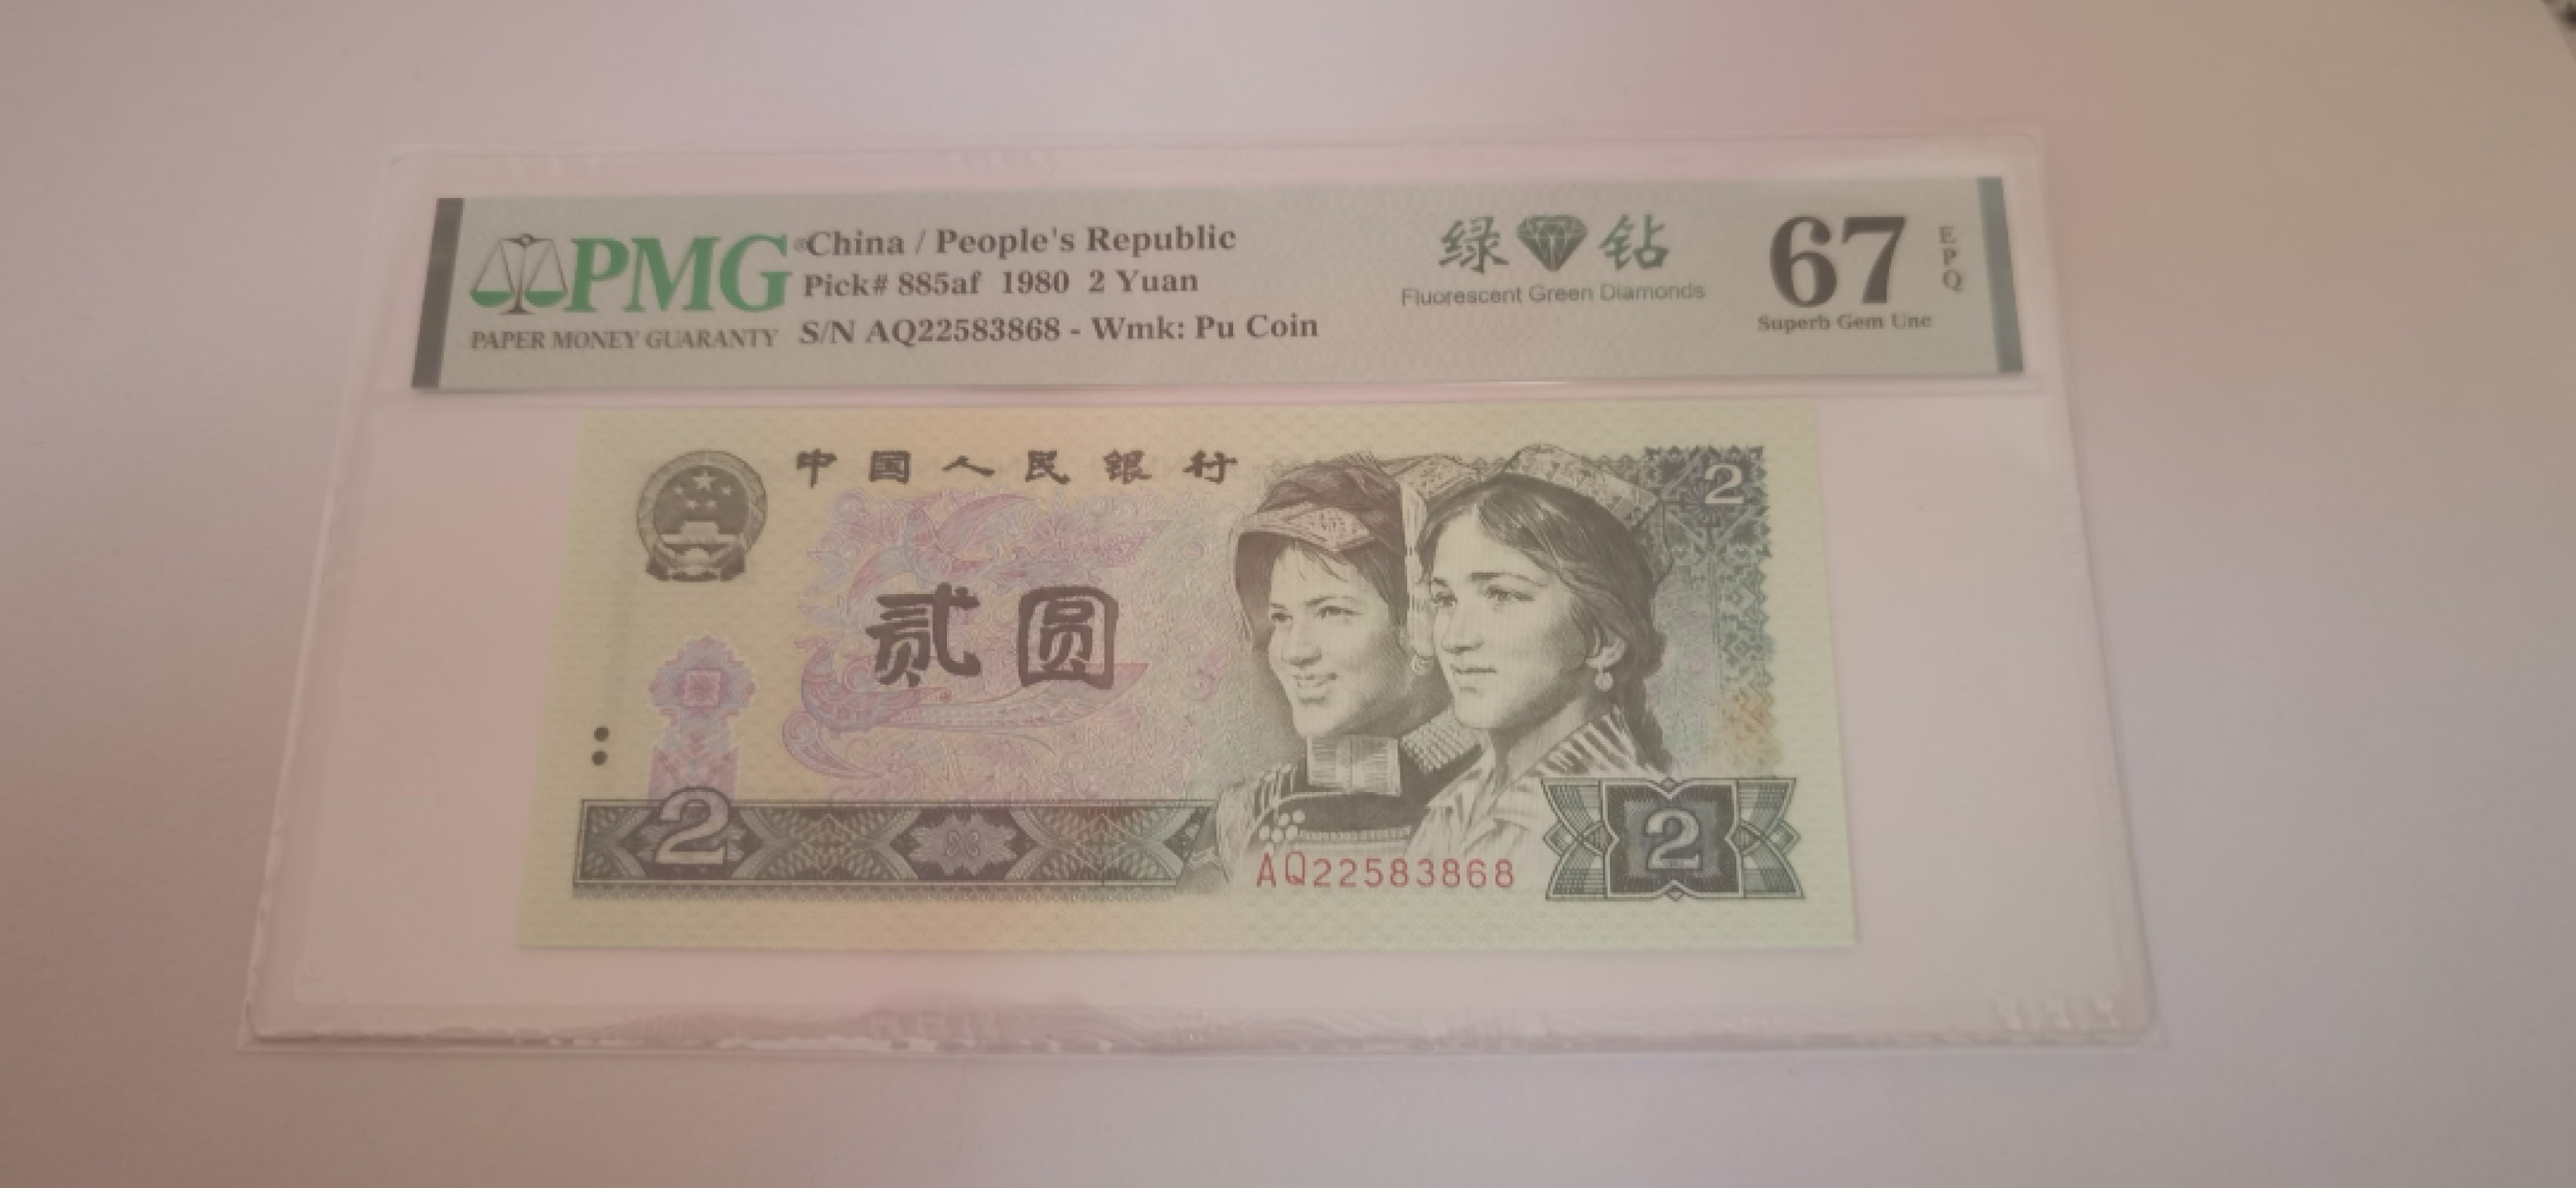 PMG®
PAPER MONEY GUARANTY
China / People's Republic
Pick# 885af 1980 2 Yuan
S/N AQ22583868 - Wmk: Pu Coin
绿 钻
Fluorescent Green Diamonds
67
EPQ
Superb Gem Unc
中国人民银行
2
贰圆
2
AQ22583868
2